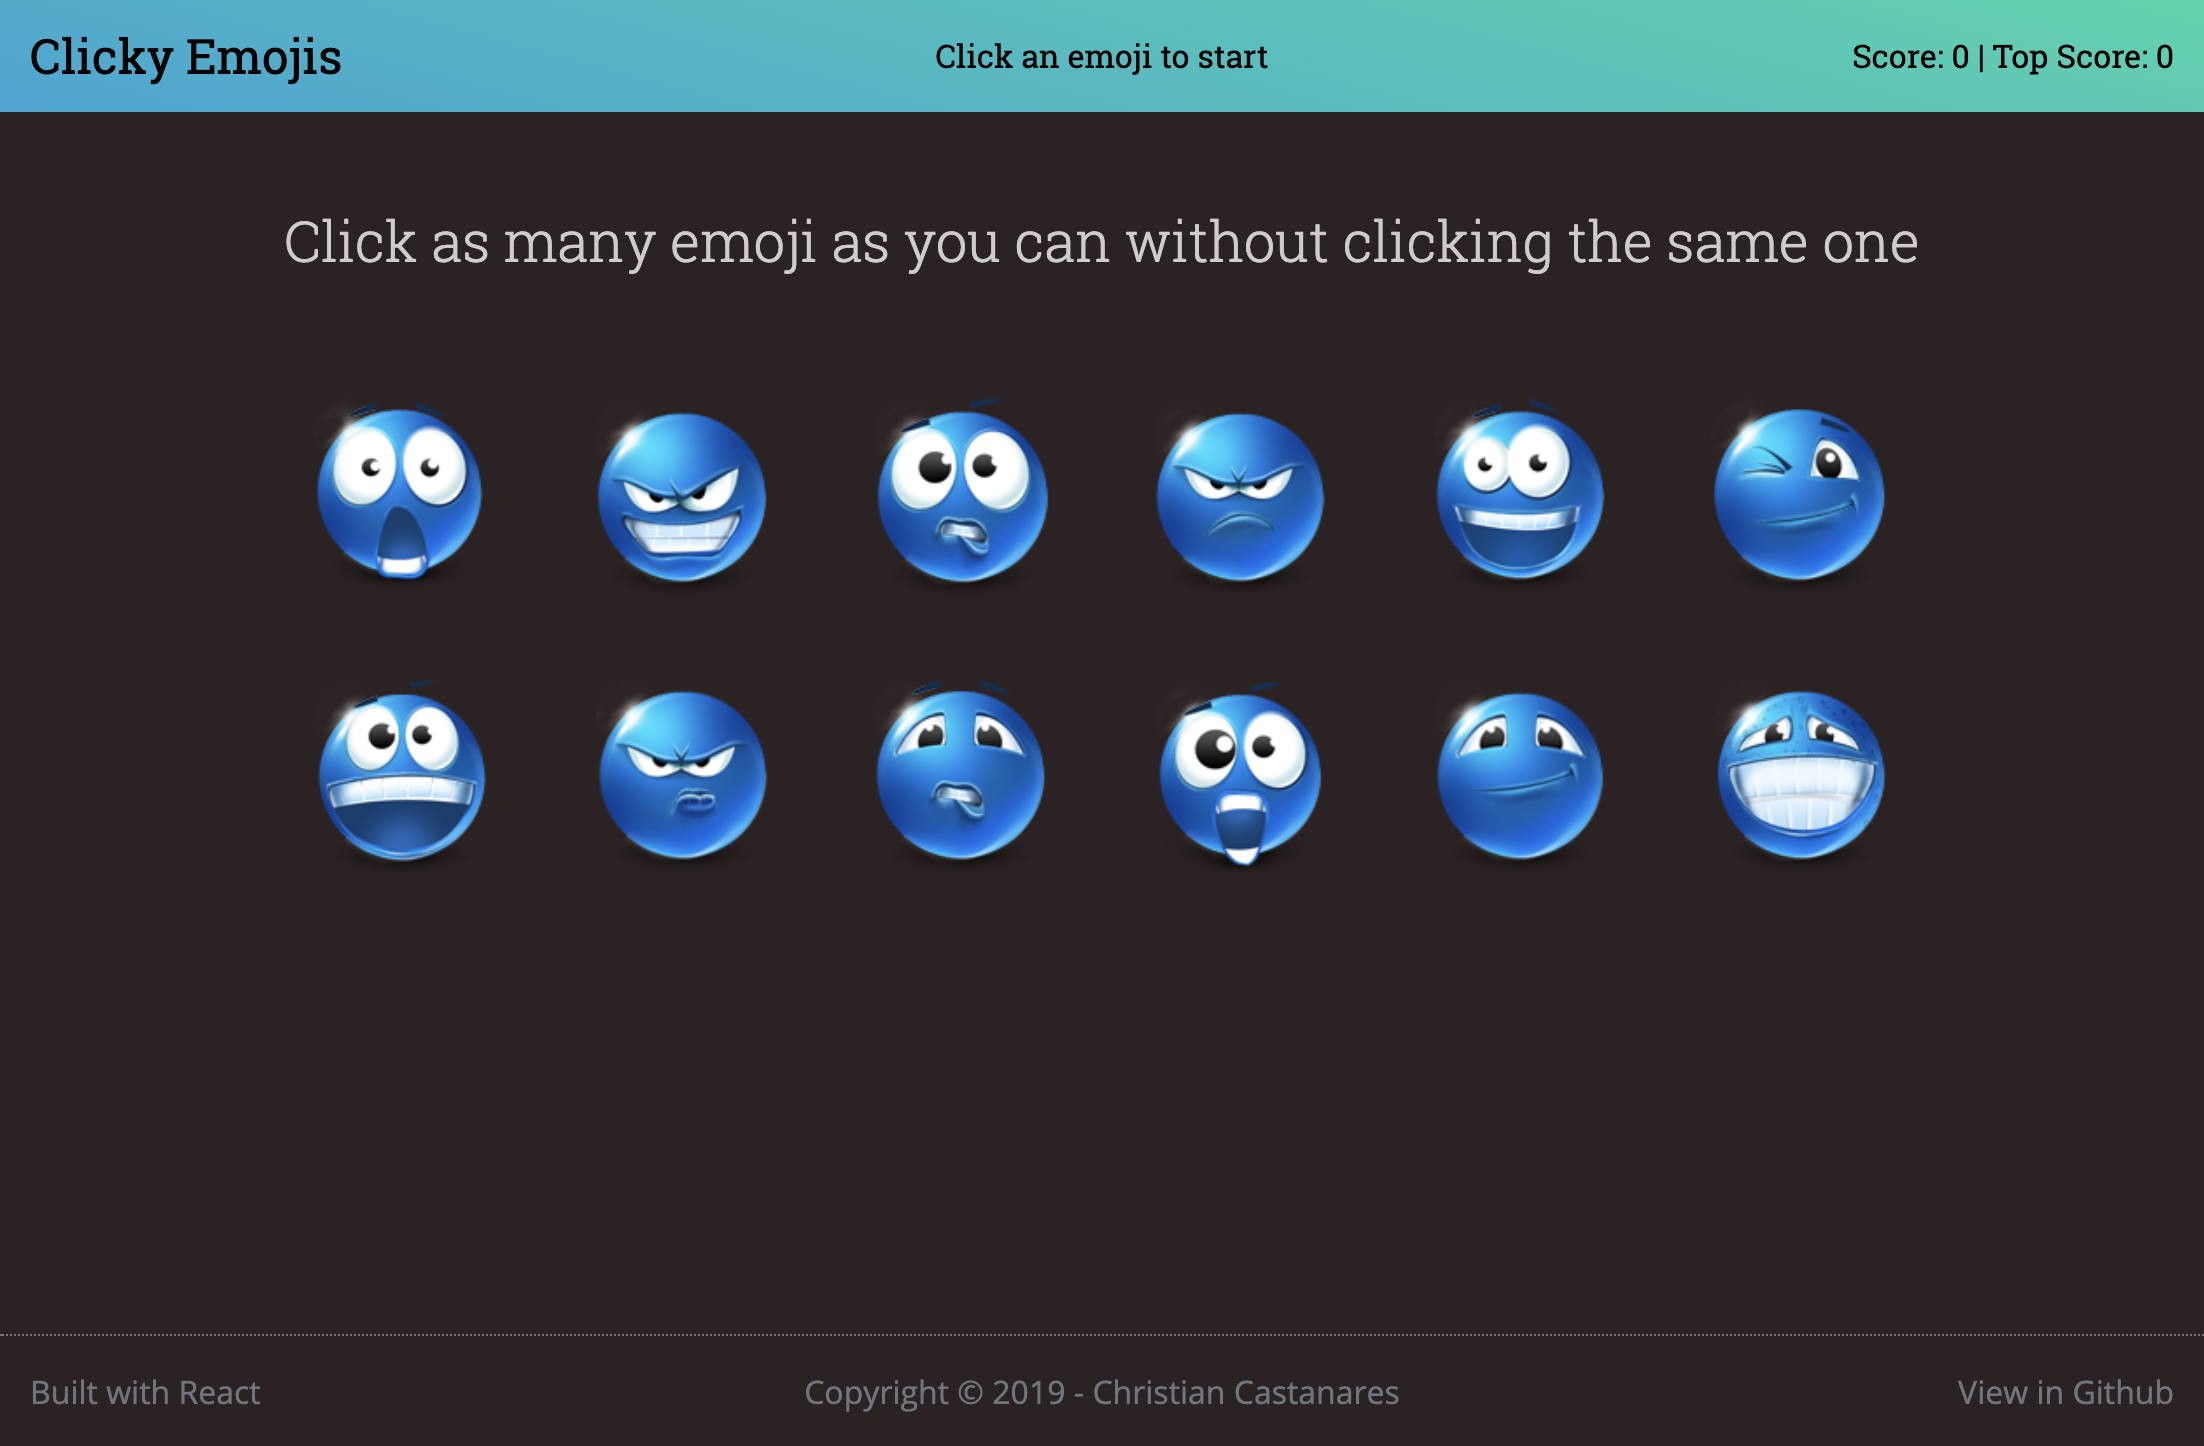 Clicky Emojis
Click an emoji to start
Score: 0 | Top Score: 0
Click as many emoji as you can without clicking the same one
Built with React
Copyright © 2019 - Christian Castanares
View in Github